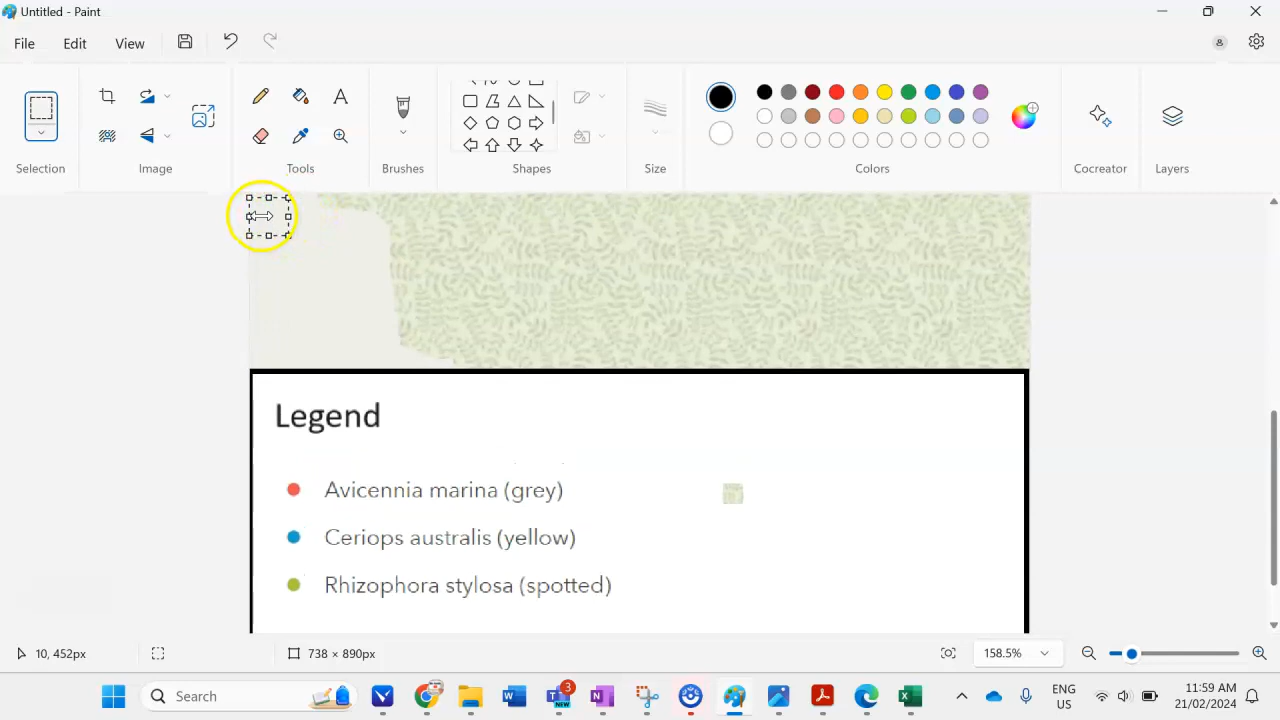 Untitled - Paint
File Edit View
Selection Image Tools Brushes Shapes Size Colors Cocreator Layers
Legend
Avicennia marina (grey)
Ceriops australis (yellow)
Rhizophora stylosa (spotted)
10, 452px 738 × 890px 158.5%
Search
3
NEW
ENG
US
11:59 AM
21/02/2024